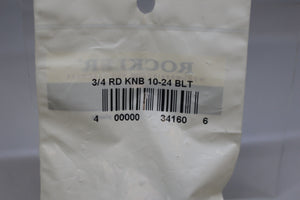 ROCKLER
3/4 RD KNB 10-24 BLT
4 00000 34160 6